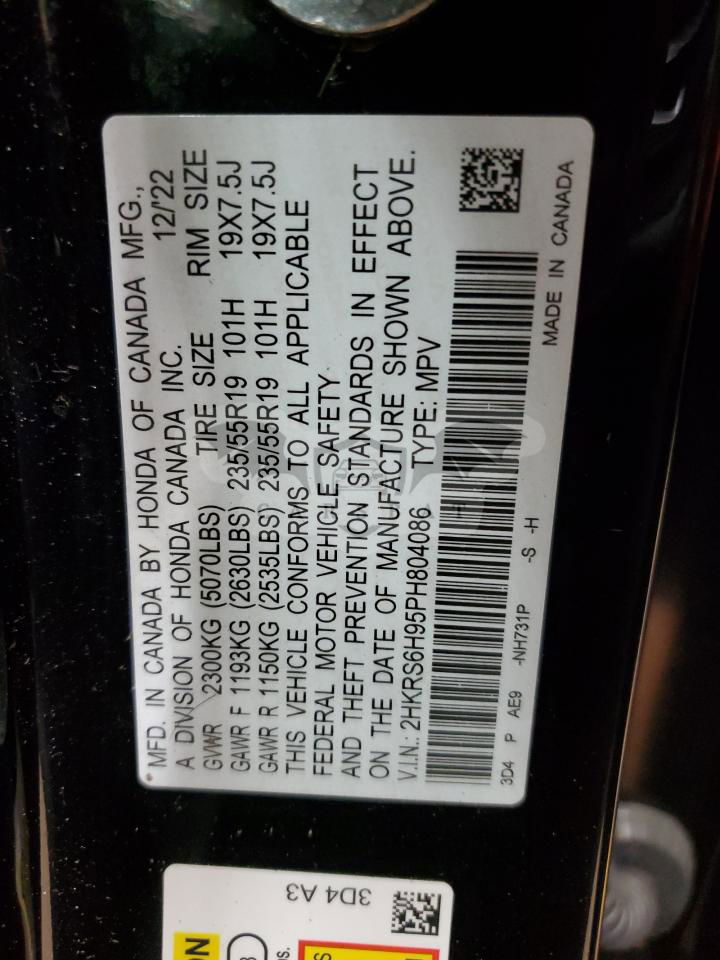 MFD. IN CANADA BY HONDA OF CANADA MFG.,
A DIVISION OF HONDA CANADA INC. 12/'22
GVWR 2300KG (5070LBS) TIRE SIZE RIM SIZE
GAWR F 1193KG (2630LBS) 235/55R19 101H 19X7.5J
GAWR R 1150KG (2535LBS) 235/55R19 101H 19X7.5J
THIS VEHICLE CONFORMS TO ALL APPLICABLE
FEDERAL MOTOR VEHICLE SAFETY
AND THEFT PREVENTION STANDARDS IN EFFECT
ON THE DATE OF MANUFACTURE SHOWN ABOVE.
V.I.N.: 2HKRS6H95PH804086 TYPE: MPV
3D4 P AE9 -NH731P -S -H MADE IN CANADA
3D4 A3